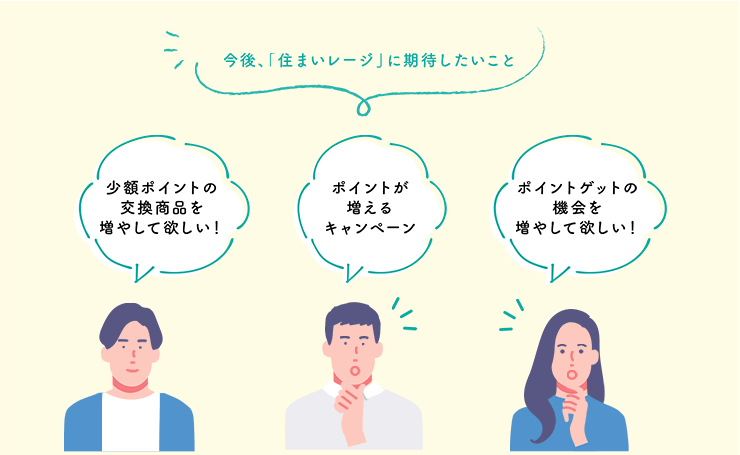 今後、「住まいレージ」に期待したいこと
少額ポイントの
交換商品を
増やして欲しい！
ポイントが
増える
キャンペーン
ポイントゲットの
機会を
増やして欲しい！